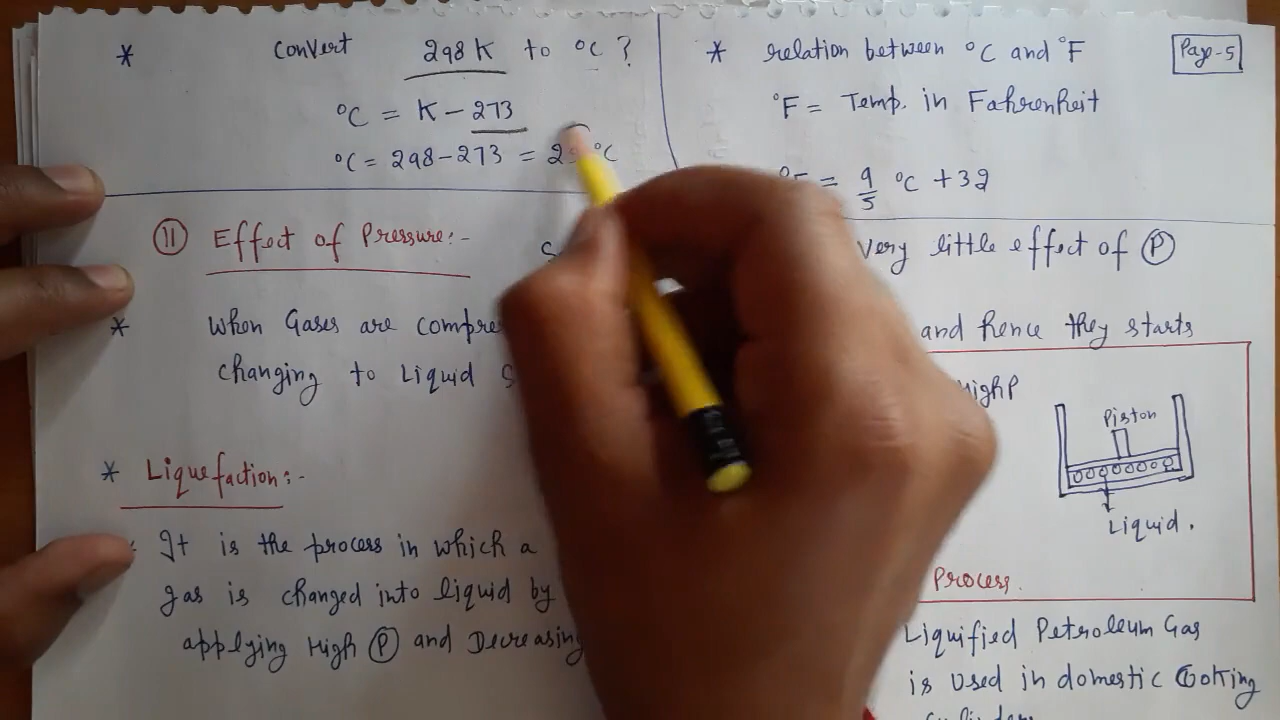 * Convert 298 K to °C ?
°C = K - 273
°C = 298-273 = °C
* relation between °C and °F
Page-5
°F = Temp. in Fahrenheit
= 9/5 °C + 32
(11) Effect of Pressure:-
very little effect of (P)
* When Gases are
and hence they starts
changing to Liquid
High P
Piston
Liquid.
Process.
* Liquefaction:-
It is the process in which a
gas is changed into liquid by
applying High (P) and Decreasing
Liquified Petroleum Gas
is used in domestic Cooking